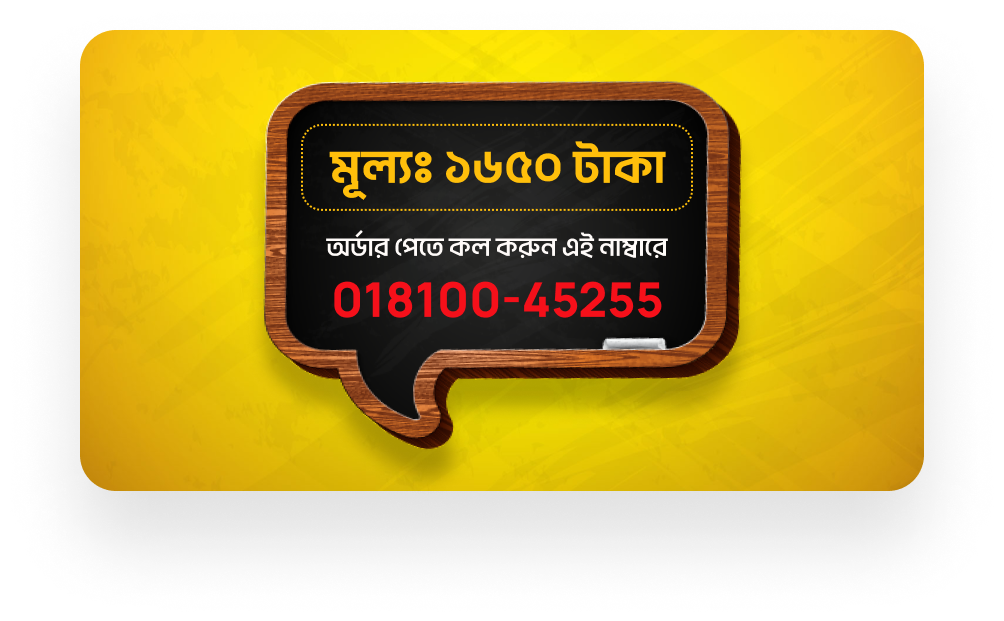 মূল্যঃ ১৬৫০ টাকা
অর্ডার পেতে কল করুন এই নাম্বারে
018100-45255